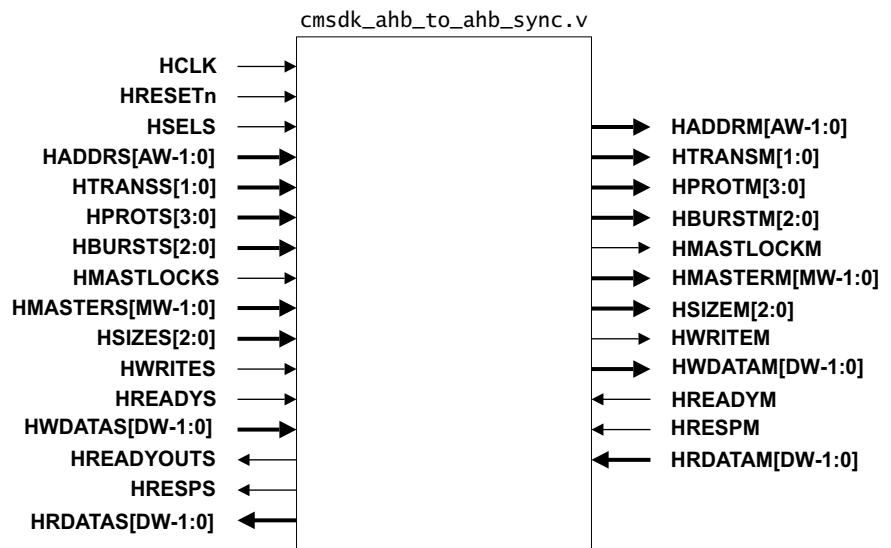 cmsdk_ahb_to_ahb_sync.v
HCLK
HRESETn
HSELS
HADDRS[AW-1:0]
HTRANSS[1:0]
HPROTS[3:0]
HBURSTS[2:0]
HMASTLOCKS
HMASTERS[MW-1:0]
HSIZES[2:0]
HWRITES
HREADYS
HWDATAS[DW-1:0]
HREADYOUTS
HRESPS
HRDATAS[DW-1:0]
HADDRM[AW-1:0]
HTRANSM[1:0]
HPROTM[3:0]
HBURSTM[2:0]
HMASTLOCKM
HMASTERM[MW-1:0]
HSIZEM[2:0]
HWRITEM
HWDATAM[DW-1:0]
HREADYM
HRESPM
HRDATAM[DW-1:0]